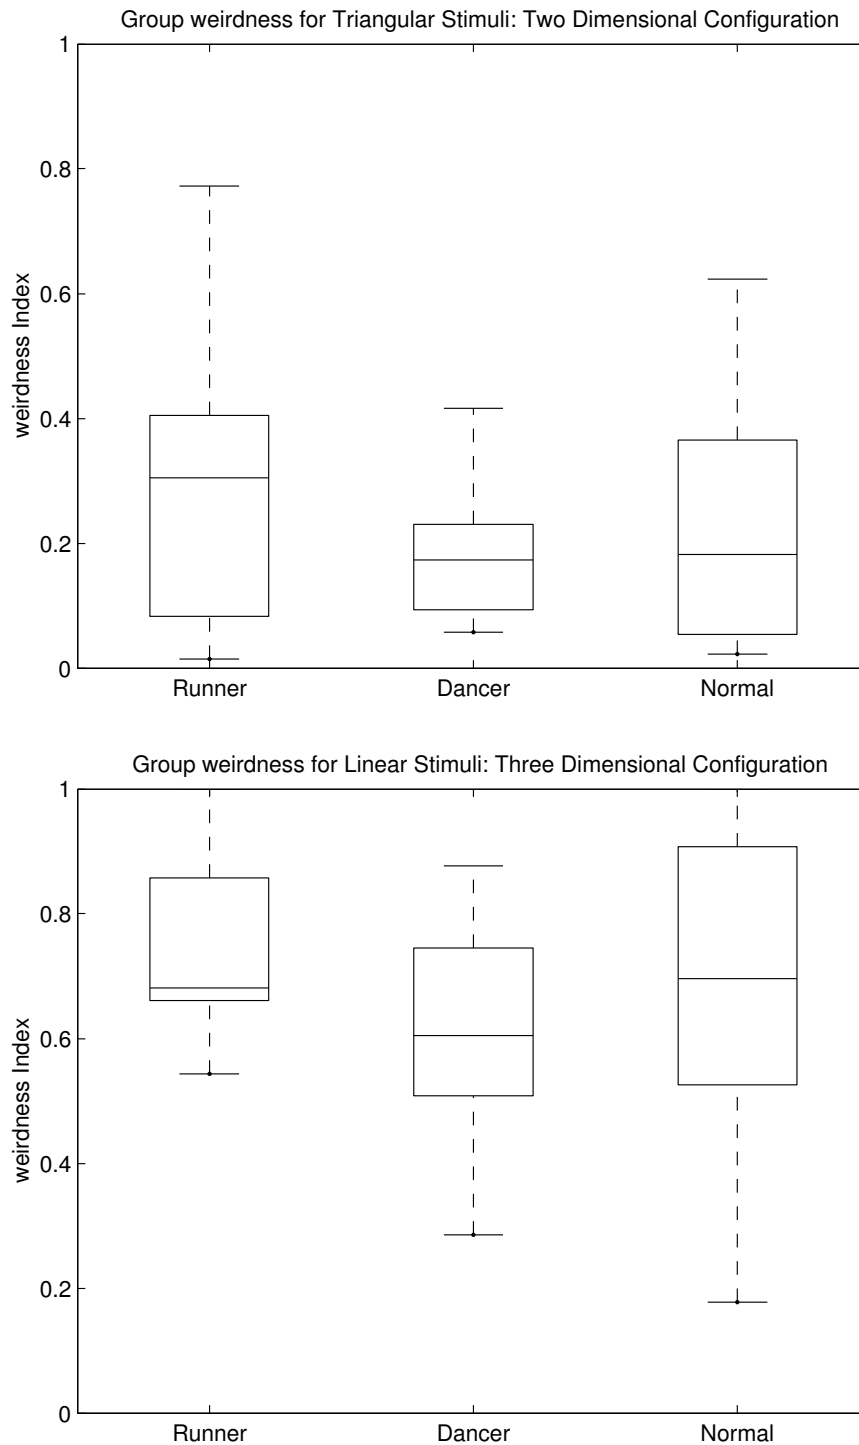 Group weirdness for Triangular Stimuli: Two Dimensional Configuration
1
0.8
0.6
0.4
0.2
0
weirdness Index
Runner Dancer Normal
Group weirdness for Linear Stimuli: Three Dimensional Configuration
1
0.8
0.6
0.4
0.2
0
weirdness Index
Runner Dancer Normal